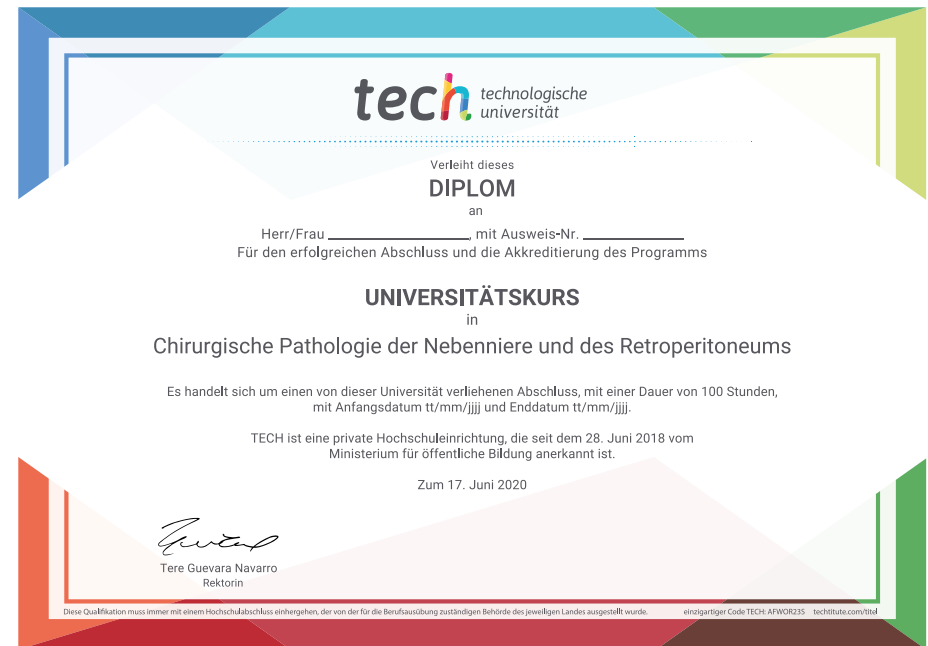 tech technologische
universität
Verleiht dieses
DIPLOM
an
Herr/Frau ____________________, mit Ausweis-Nr. ______________
Für den erfolgreichen Abschluss und die Akkreditierung des Programms
UNIVERSITÄTSKURS
in
Chirurgische Pathologie der Nebenniere und des Retroperitoneums
Es handelt sich um einen von dieser Universität verliehenen Abschluss, mit einer Dauer von 100 Stunden,
mit Anfangsdatum tt/mm/jjjj und Enddatum tt/mm/jjjj.
TECH ist eine private Hochschuleinrichtung, die seit dem 28. Juni 2018 vom
Ministerium für öffentliche Bildung anerkannt ist.
Zum 17. Juni 2020
Tere Guevara Navarro
Rektorin
Diese Qualifikation muss immer mit einem Hochschulabschluss einhergehen, der von der für die Berufsausübung zuständigen Behörde des jeweiligen Landes ausgestellt wurde. einzigartiger Code TECH: AFWOR23S techtitute.com/titel